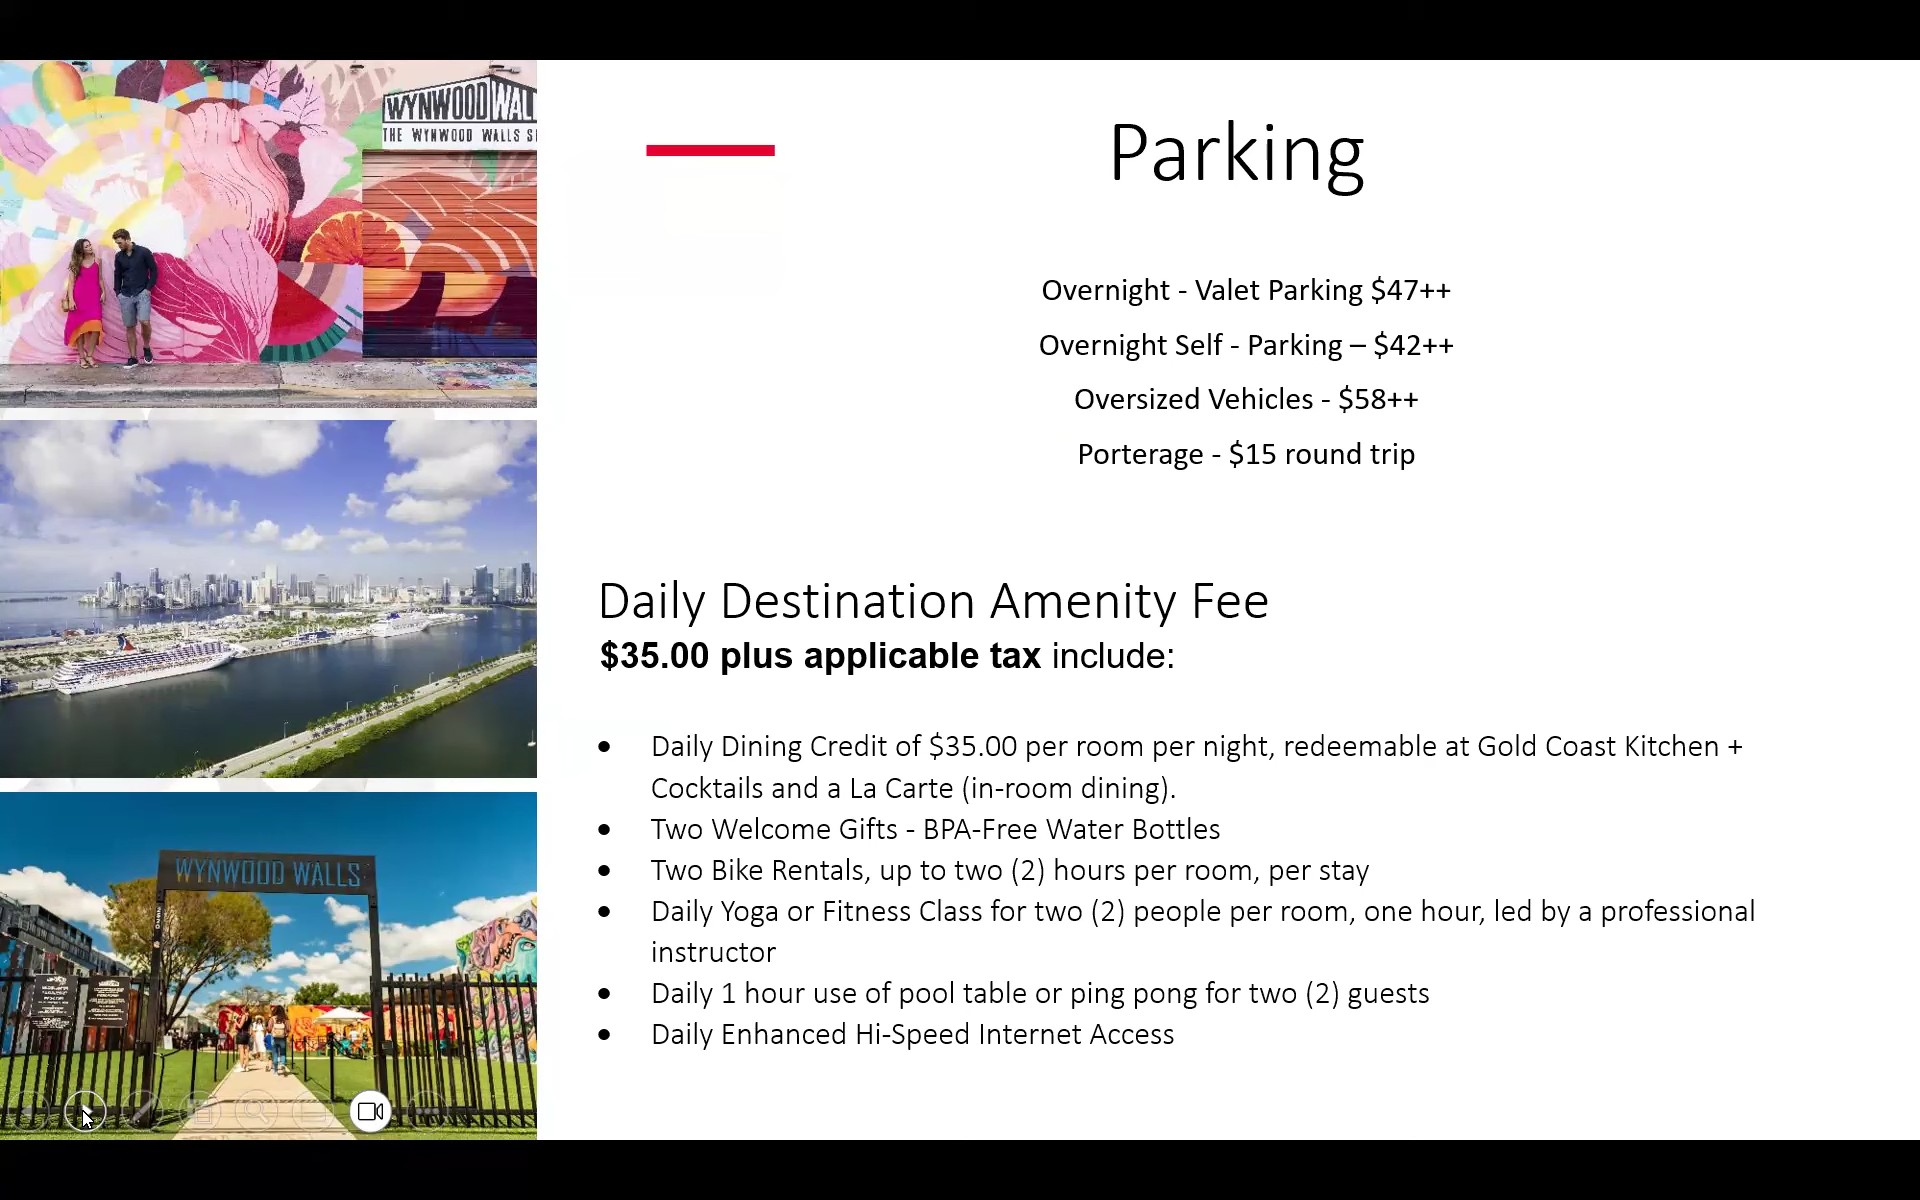 WYNWOOD WAL
THE WYNWOOD WALLS S
Parking
Overnight - Valet Parking $47++
Overnight Self - Parking – $42++
Oversized Vehicles - $58++
Porterage - $15 round trip
Daily Destination Amenity Fee
$35.00 plus applicable tax include:
• Daily Dining Credit of $35.00 per room per night, redeemable at Gold Coast Kitchen +
Cocktails and a La Carte (in-room dining).
• Two Welcome Gifts - BPA-Free Water Bottles
• Two Bike Rentals, up to two (2) hours per room, per stay
• Daily Yoga or Fitness Class for two (2) people per room, one hour, led by a professional
instructor
• Daily 1 hour use of pool table or ping pong for two (2) guests
• Daily Enhanced Hi-Speed Internet Access
WYNWOOD WALLS